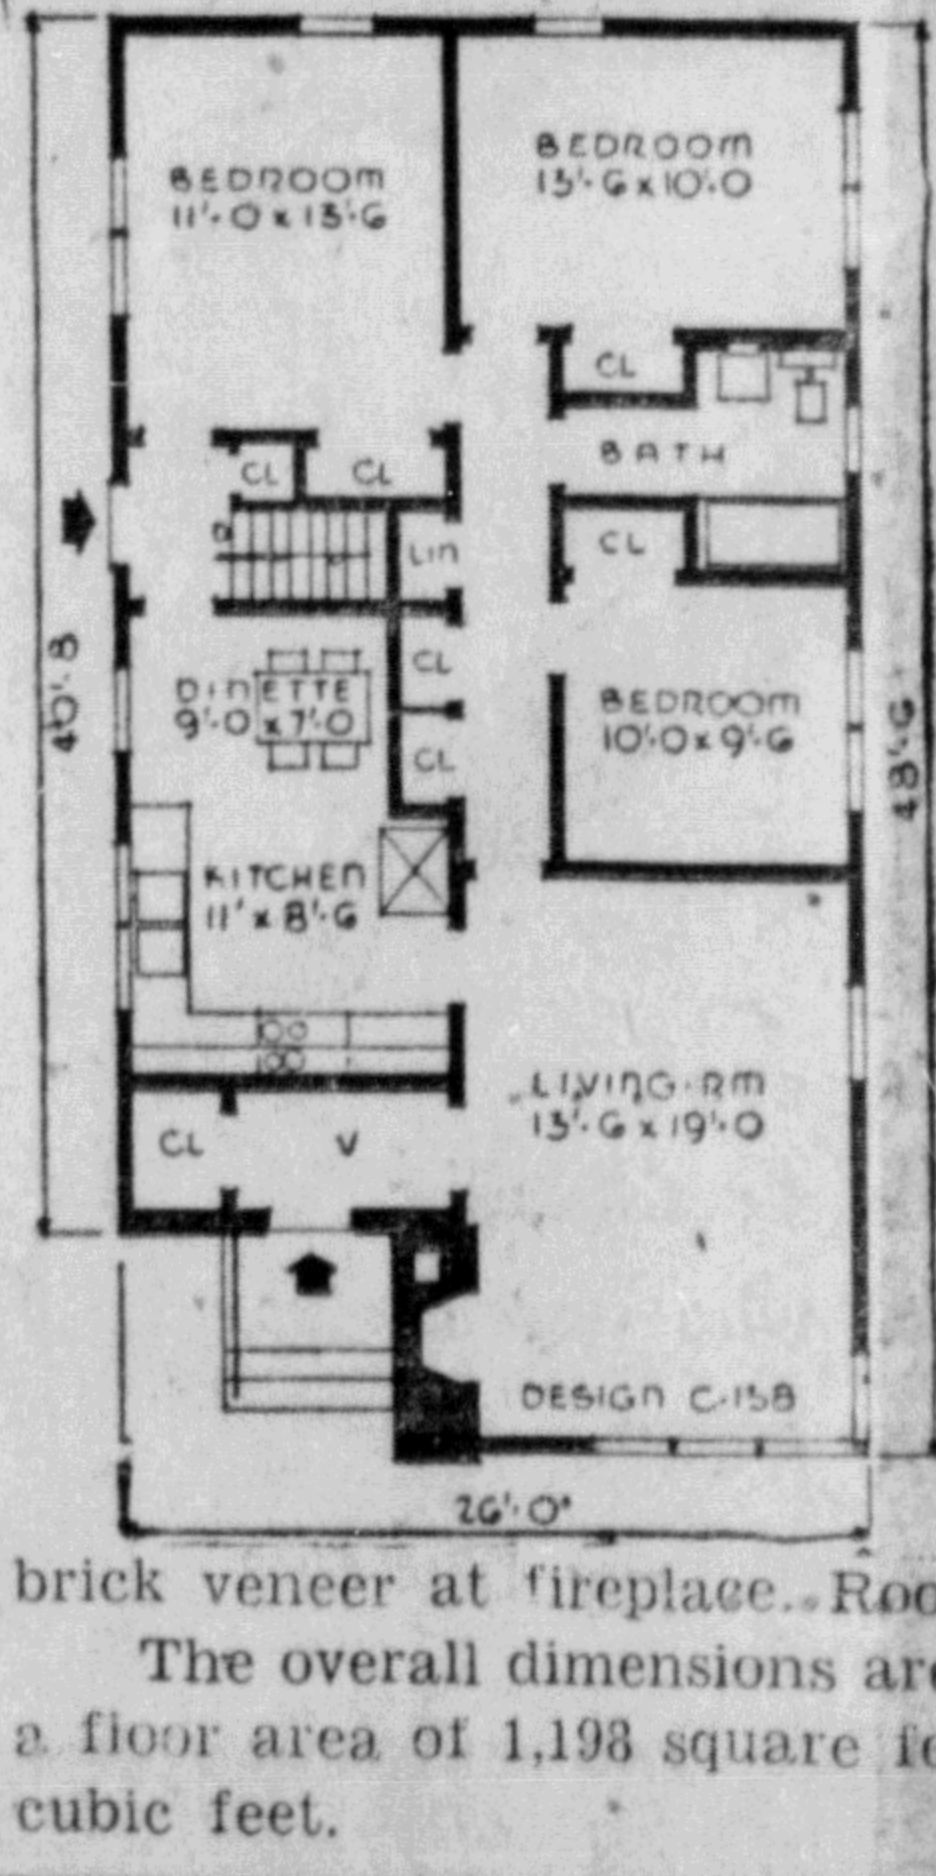 BEDROOM
11'-0 x 13'-6
BEDROOM
13'-6 x 10'-0
CL
BATH
CL
CL
D
LIN
CL
CL
DINETTE
9'-0 x 7'-0
CL
BEDROOM
10'-0 x 9'-6
40'-8
48'-6
KITCHEN
11' x 8'-6
LIVING-RM
13'-6 x 19'-0
CL
V
DESIGN C-158
26'-0"
brick veneer at fireplace. Roo
The overall dimensions are
a floor area of 1,198 square fe
cubic feet.